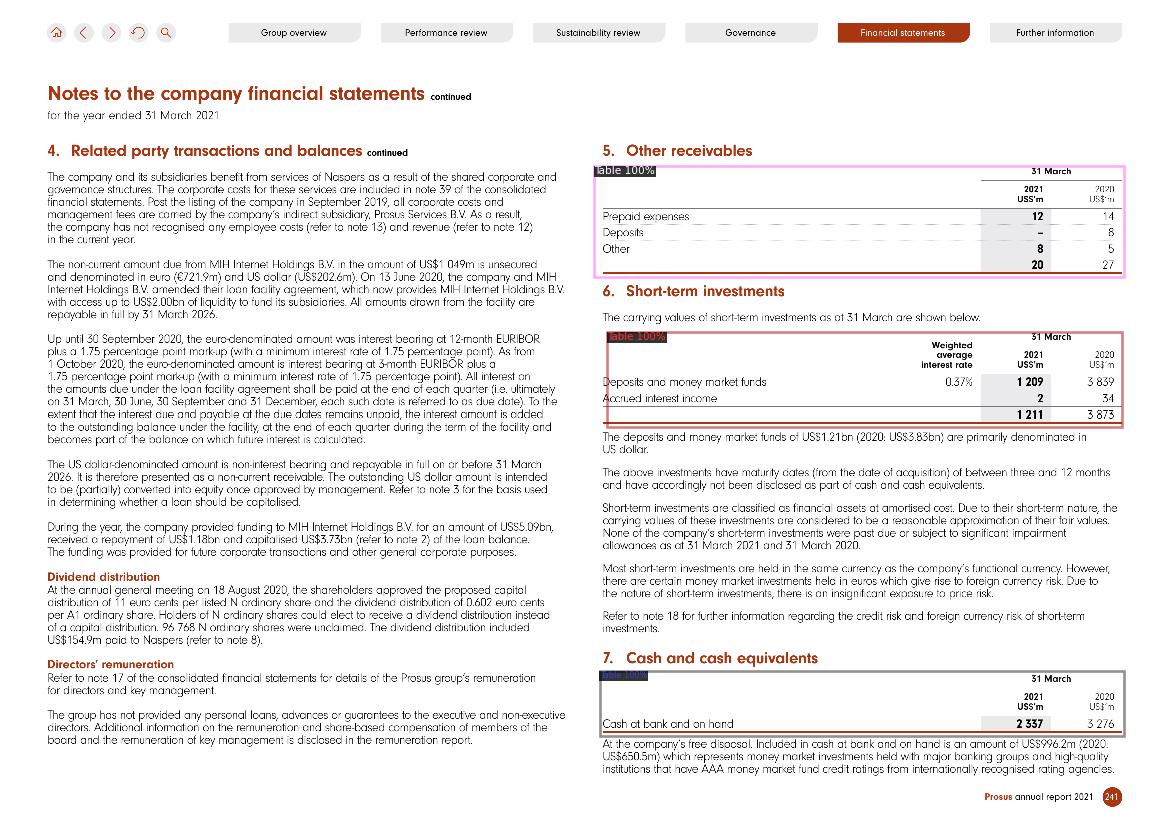 Group overview
Performance review
Sustainability review
Governance
Financial statements
Further information
Notes to the company financial statements continued
for the year ended 31 March 2021
4. Related party transactions and balances continued
The company and its subsidiaries benefit from services of Naspers as a result of the shared corporate and
governance structures. The corporate costs for these services are included in note 39 of the consolidated
financial statements. Post the listing of the company in September 2019, all corporate costs and
management fees are carried by the company's indirect subsidiary, Prosus Services B.V. As a result,
the company has not recognised any employee costs (refer to note 13) and revenue (refer to note 12)
in the current year.
The non-current amount due from MIH Internet Holdings B.V. in the amount of US$1 049m is unsecured
and denominated in euro (€721.9m) and US dollar (US$202.6m). On 13 June 2020, the company and MIH
Internet Holdings B.V. amended their loan facility agreement, which now provides MIH Internet Holdings B.V.
with access up to US$2.00bn of liquidity to fund its subsidiaries. All amounts drawn from the facility are
repayable in full by 31 March 2026.
Up until 30 September 2020, the euro-denominated amount was interest bearing at 12-month EURIBOR
plus a 1.75 percentage point mark-up (with a minimum interest rate of 1.75 percentage point). As from
1 October 2020, the euro-denominated amount is interest bearing at 3-month EURIBOR plus a
1.75 percentage point mark-up (with a minimum interest rate of 1.75 percentage point). All interest on
the amounts due under the loan facility agreement shall be paid at the end of each quarter (i.e. ultimately
on 31 March, 30 June, 30 September and 31 December, each such date is referred to as due date). To the
extent that the interest due and payable at the due dates remains unpaid, the interest amount is added
to the outstanding balance under the facility, at the end of each quarter during the term of the facility and
becomes part of the balance on which future interest is calculated.
The US dollar-denominated amount is non-interest bearing and repayable in full on or before 31 March
2026. It is therefore presented as a non-current receivable. The outstanding US dollar amount is intended
to be (partially) converted into equity once approved by management. Refer to note 3 for the basis used
in determining whether a loan should be capitalised.
During the year, the company provided funding to MIH Internet Holdings B.V. for an amount of US$5.09bn,
received a repayment of US$1.18bn and capitalised US$3.73bn (refer to note 2) of the loan balance.
The funding was provided for future corporate transactions and other general corporate purposes.
Dividend distribution
At the annual general meeting on 18 August 2020, the shareholders approved the proposed capital
distribution of 11 euro cents per listed N ordinary share and the dividend distribution of 0.602 euro cents
per A1 ordinary share. Holders of N ordinary shares could elect to receive a dividend distribution instead
of a capital distribution. 96 768 N ordinary shares were unclaimed. The dividend distribution included
US$154.9m paid to Naspers (refer to note 8).
Directors' remuneration
Refer to note 17 of the consolidated financial statements for details of the Prosus group's remuneration
for directors and key management.
The group has not provided any personal loans, advances or guarantees to the executive and non-executive
directors. Additional information on the remuneration and share-based compensation of members of the
board and the remuneration of key management is disclosed in the remuneration report.
5. Other receivables
Table 100%
31 March
2021 2020
US$'m US$'m
Prepaid expenses 12 14
Deposits – 8
Other 8 5
20 27
6. Short-term investments
The carrying values of short-term investments as at 31 March are shown below.
Table 100%
31 March
Weighted
average
interest rate
2021 2020
US$'m US$'m
Deposits and money market funds 0.37% 1 209 3 839
Accrued interest income 2 34
1 211 3 873
The deposits and money market funds of US$1.21bn (2020: US$3.83bn) are primarily denominated in
US dollar.
The above investments have maturity dates (from the date of acquisition) of between three and 12 months
and have accordingly not been disclosed as part of cash and cash equivalents.
Short-term investments are classified as financial assets at amortised cost. Due to their short-term nature, the
carrying values of these investments are considered to be a reasonable approximation of their fair values.
None of the company's short-term investments were past due or subject to significant impairment
allowances as at 31 March 2021 and 31 March 2020.
Most short-term investments are held in the same currency as the company's functional currency. However,
there are certain money market investments held in euros which give rise to foreign currency risk. Due to
the nature of short-term investments, there is an insignificant exposure to price risk.
Refer to note 18 for further information regarding the credit risk and foreign currency risk of short-term
investments.
7. Cash and cash equivalents
Table 100%
31 March
2021 2020
US$'m US$'m
Cash at bank and on hand 2 337 3 276
At the company's free disposal. Included in cash at bank and on hand is an amount of US$996.2m (2020:
US$650.5m) which represents money market investments held with major banking groups and high-quality
institutions that have AAA money market fund credit ratings from internationally recognised rating agencies.
Prosus annual report 2021 241